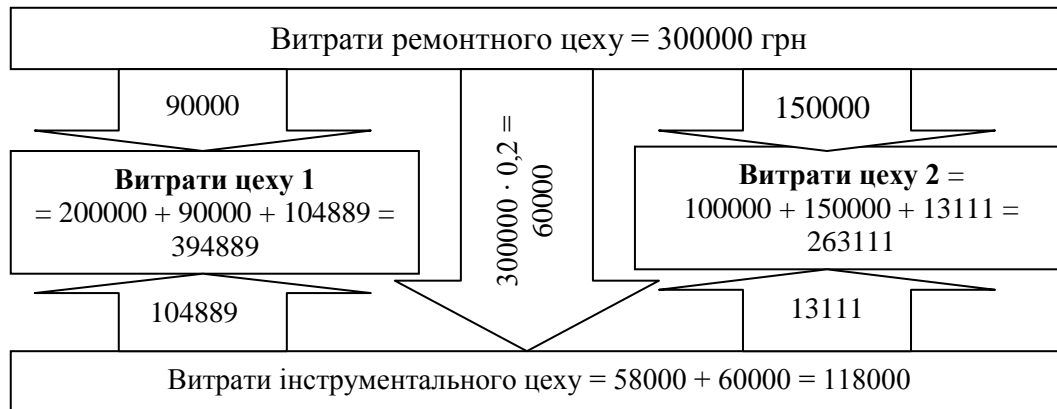 Витрати ремонтного цеху = 300000 грн
90000
150000
300000 · 0,2 =
60000
Витрати цеху 1
= 200000 + 90000 + 104889 =
394889
Витрати цеху 2 =
100000 + 150000 + 13111 =
263111
104889
13111
Витрати інструментального цеху = 58000 + 60000 = 118000